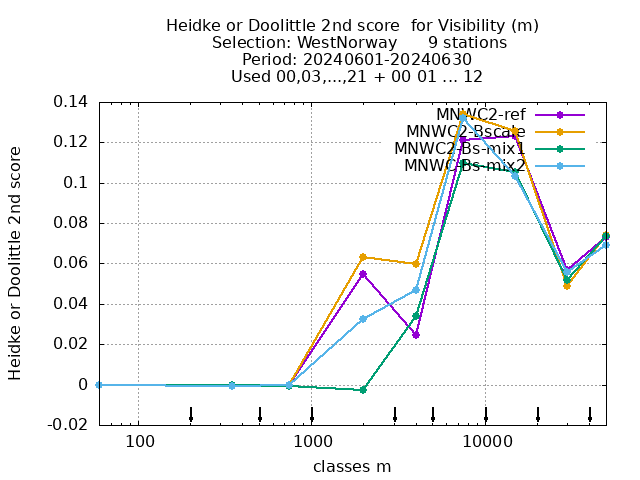 Heidke or Doolittle 2nd score  for Visibility (m)
Selection: WestNorway      9 stations
Period: 20240601-20240630
Used 00,03,...,21 + 00 01 ... 12
MNWC2-ref
MNWC2-Bscale
MNWC2-Bs-mix1
MNWC-Bs-mix2
Heidke or Doolittle 2nd score
0.14
0.12
0.1
0.08
0.06
0.04
0.02
0
-0.02
100 1000 10000
classes m